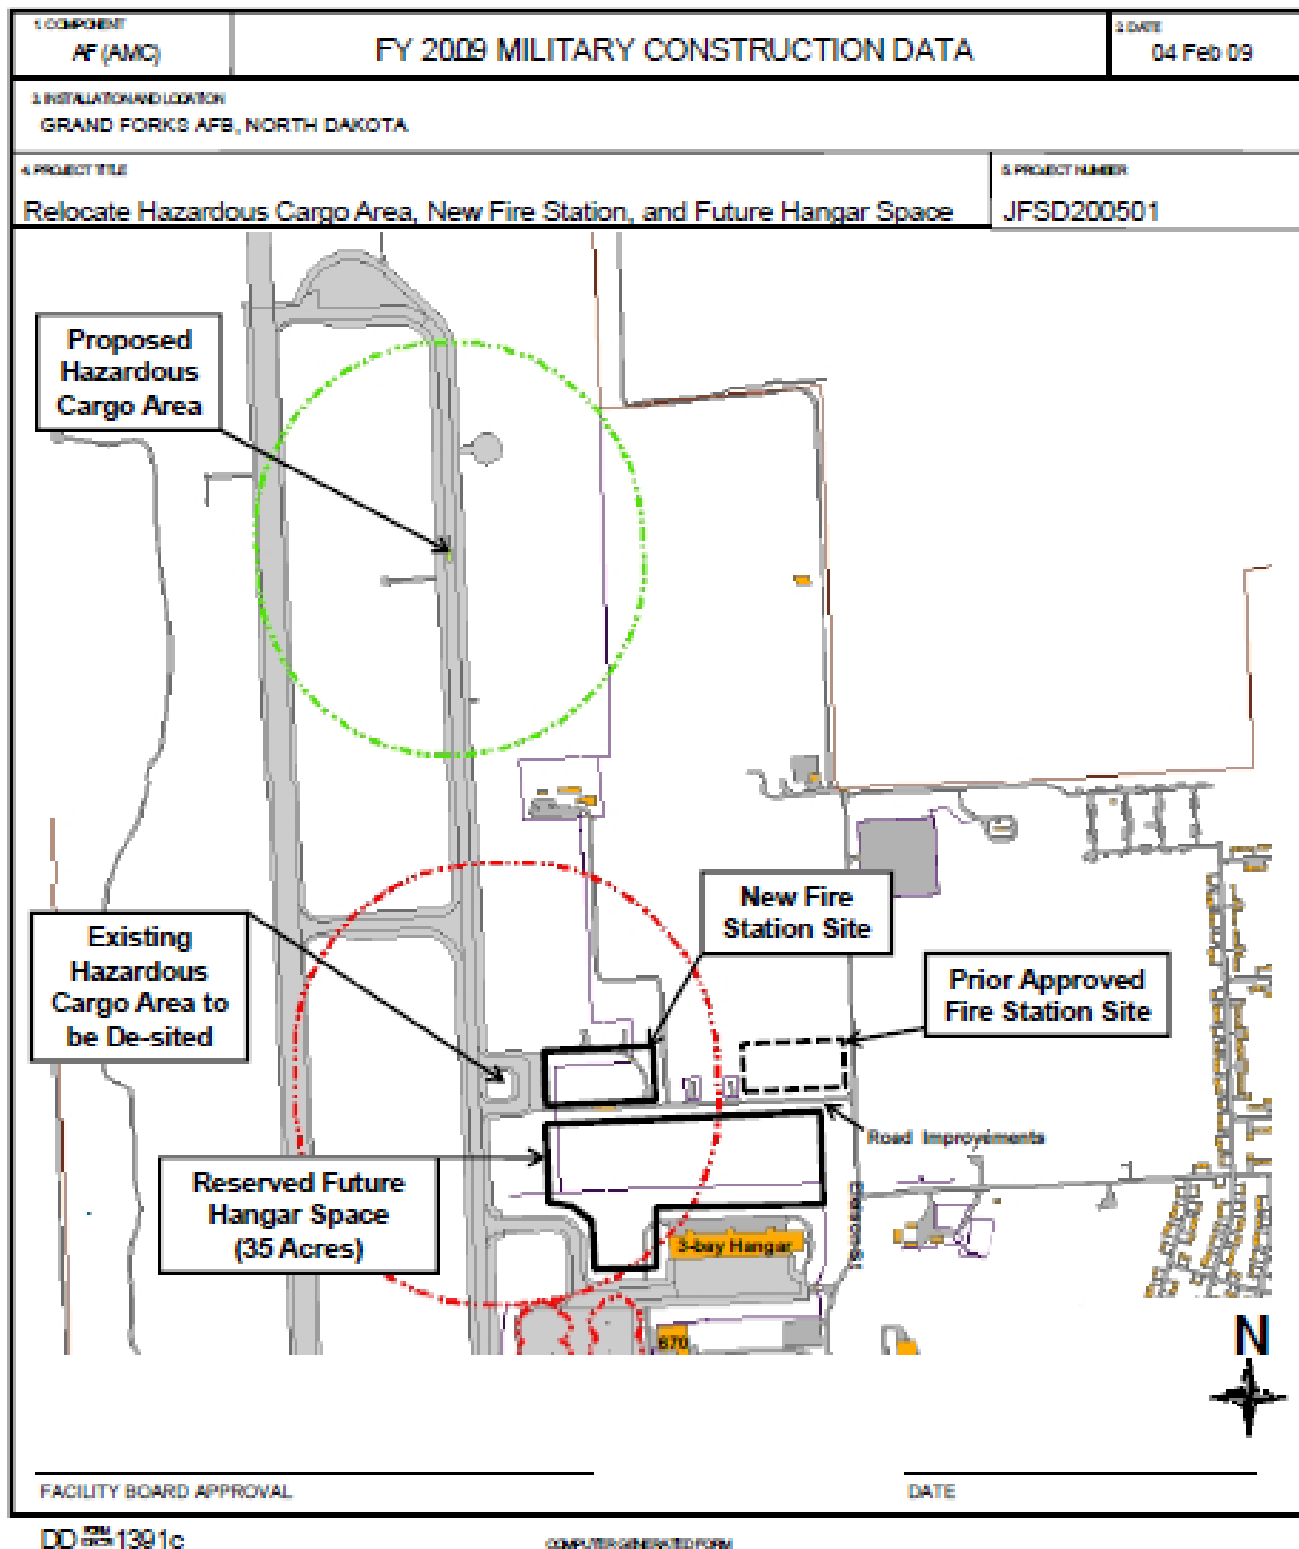 1. COMPONENT
AF (AMC)
FY 2009 MILITARY CONSTRUCTION DATA
2. DATE
04 Feb 09
3. INSTALLATION AND LOCATION
GRAND FORKS AFB, NORTH DAKOTA
4. PROJECT TITLE
Relocate Hazardous Cargo Area, New Fire Station, and Future Hangar Space
5. PROJECT NUMBER
JFSD200501
Proposed
Hazardous
Cargo Area
New Fire
Station Site
Existing
Hazardous
Cargo Area to
be De-sited
Prior Approved
Fire Station Site
Road Improvements
Reserved Future
Hangar Space
(35 Acres)
3-bay Hangar
670
N
FACILITY BOARD APPROVAL
DATE
DD FORM 1391c
COMPUTER GENERATED FORM